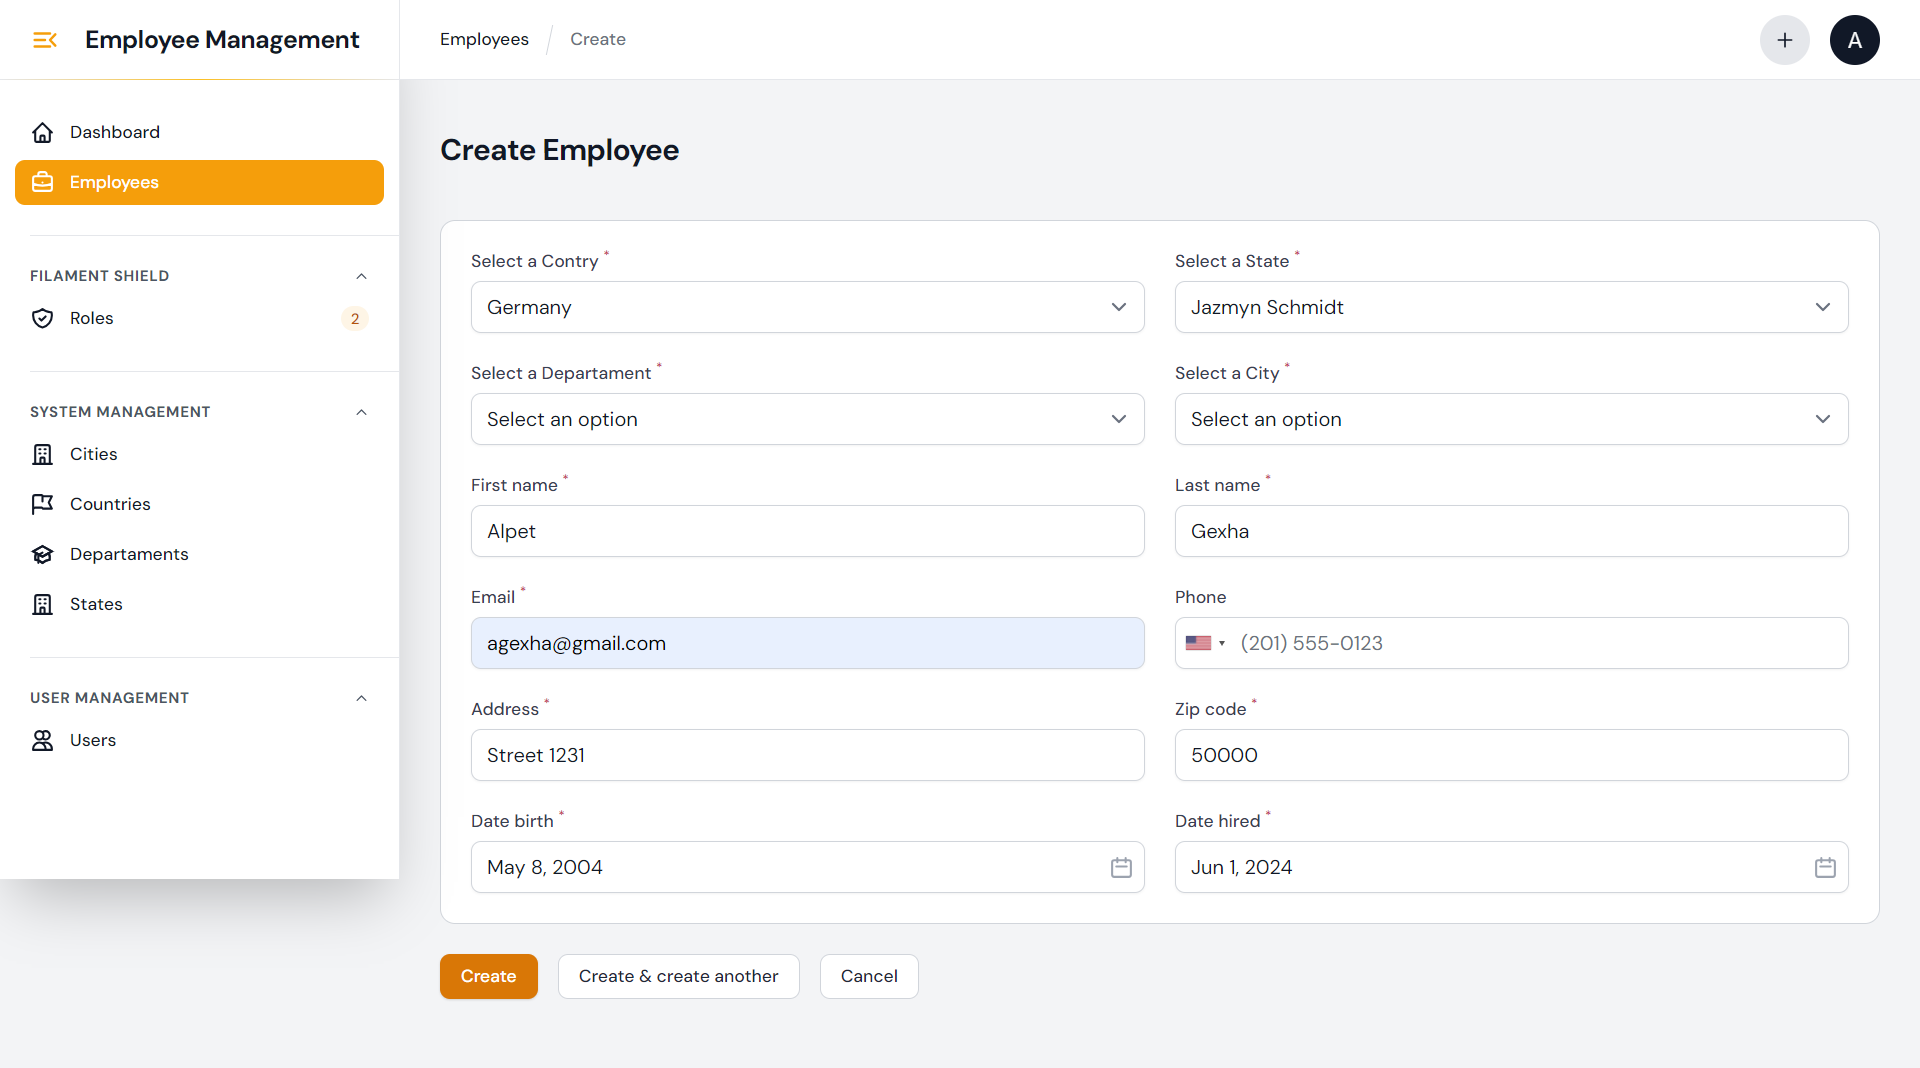 Employee Management
Employees
Create
A
Dashboard
Employees
FILAMENT SHIELD
Roles
2
SYSTEM MANAGEMENT
Cities
Countries
Departaments
States
USER MANAGEMENT
Users
Create Employee
Select a Contry *
Select a State *
Germany
Jazmyn Schmidt
Select a Departament *
Select a City *
Select an option
Select an option
First name *
Last name *
Alpet
Gexha
Email *
Phone
agexha@gmail.com
(201) 555-0123
Address *
Zip code *
Street 1231
50000
Date birth *
Date hired *
May 8, 2004
Jun 1, 2024
Create
Create & create another
Cancel